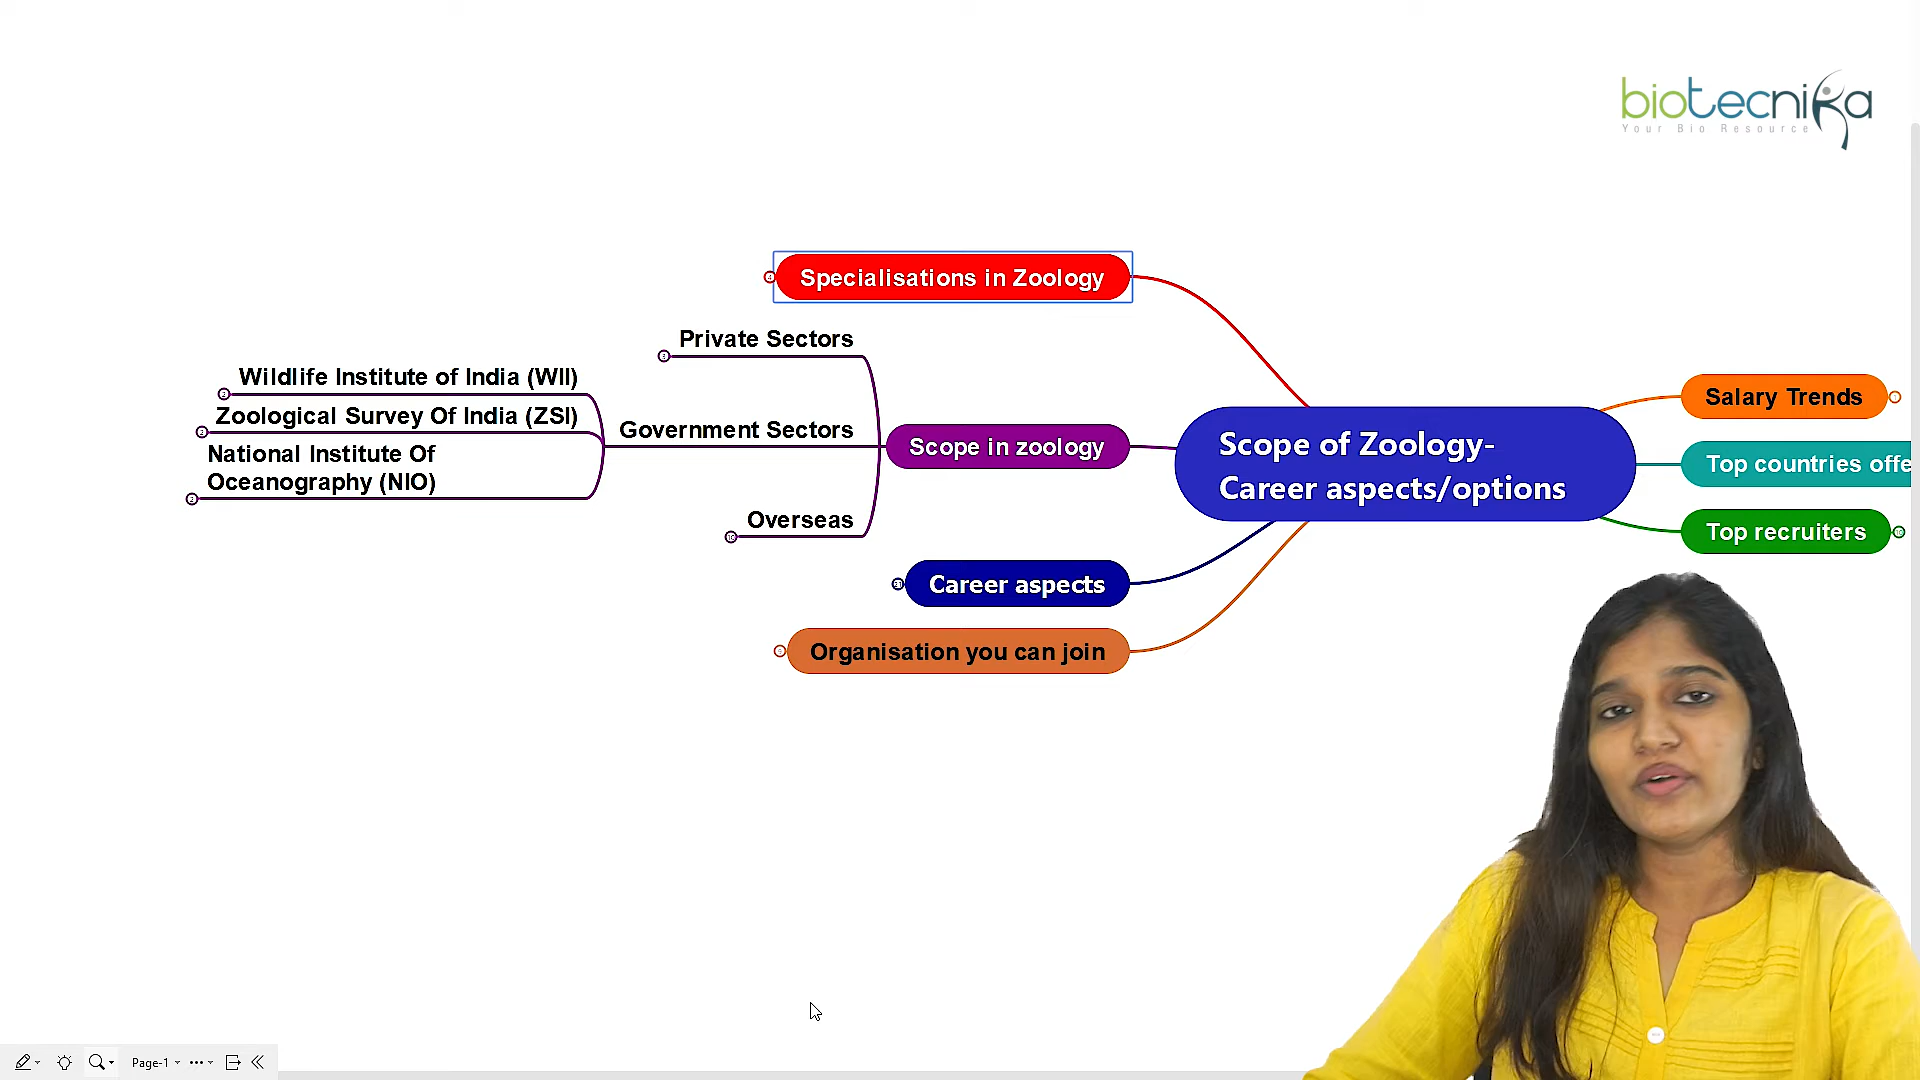 biotecnika
Your Bio Resource
Specialisations in Zoology
Private Sectors
Wildlife Institute of India (WII)
Zoological Survey Of India (ZSI)
Government Sectors
National Institute Of
Oceanography (NIO)
Scope in zoology
Overseas
Career aspects
Organisation you can join
Scope of Zoology-
Career aspects/options
Salary Trends
Top countries offe
Top recruiters
Page-1